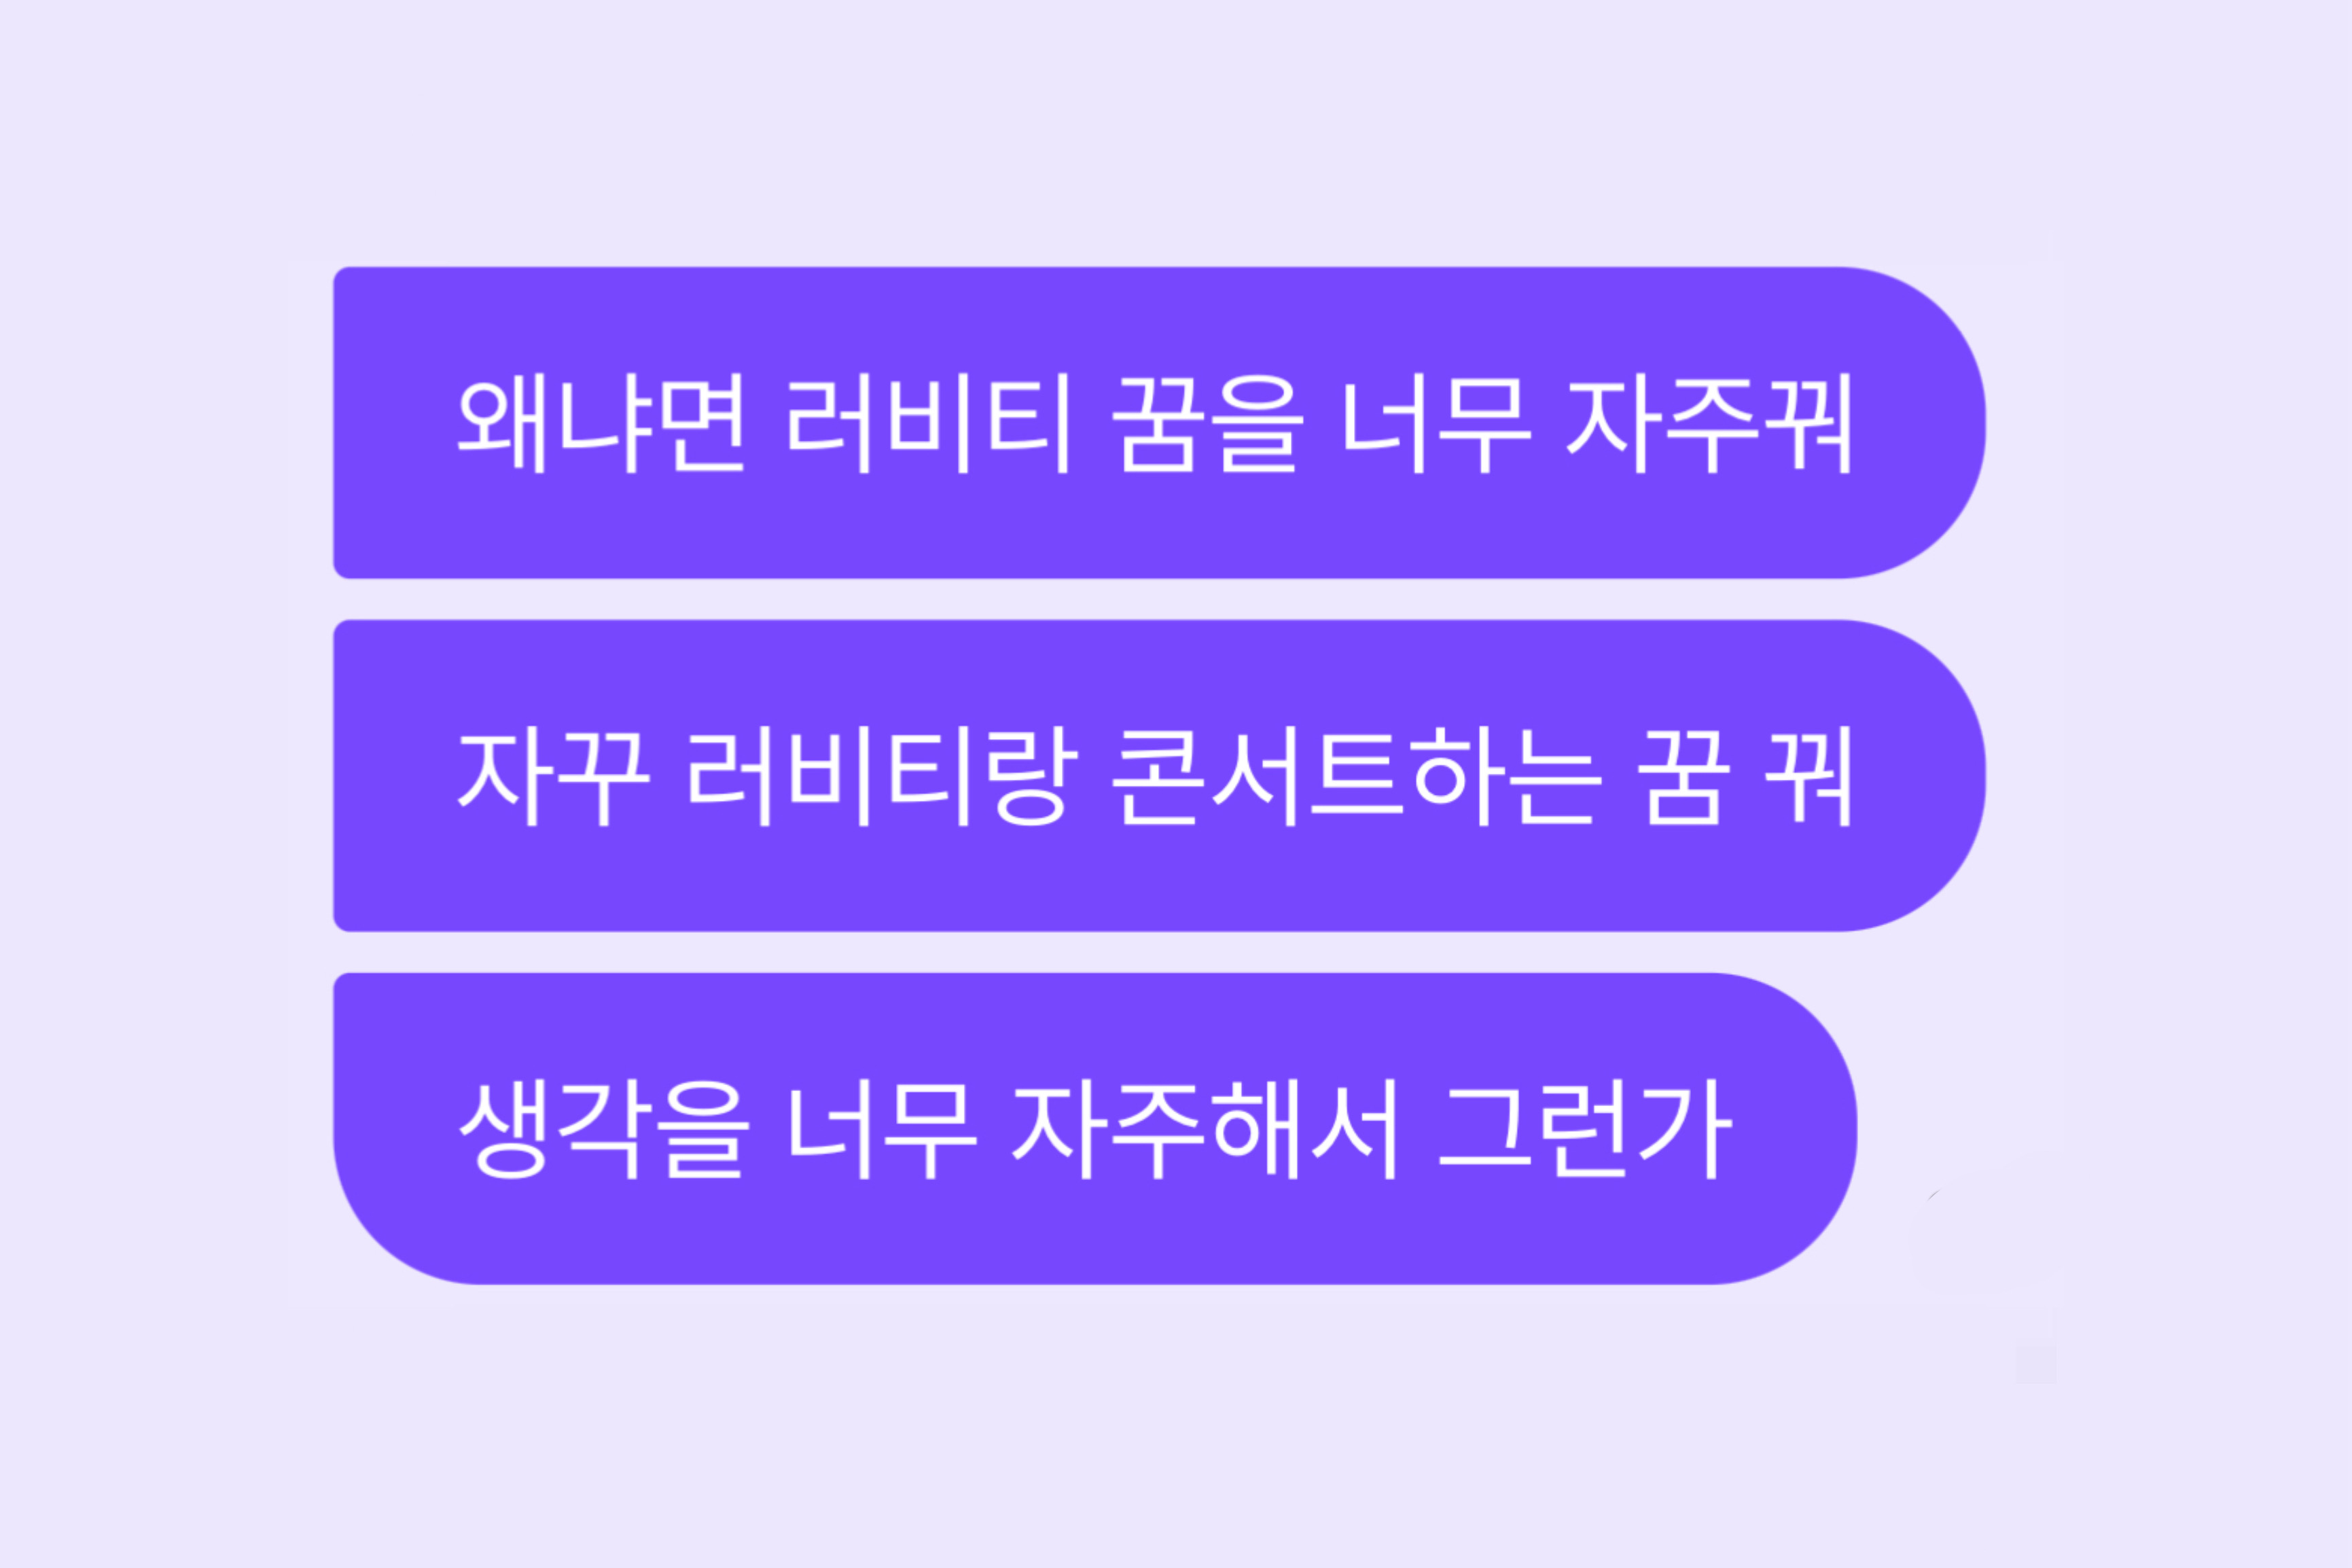 왜냐면 러비티 꿈을 너무 자주꿔
자꾸 러비티랑 콘서트하는 꿈 꿔
생각을 너무 자주해서 그런가